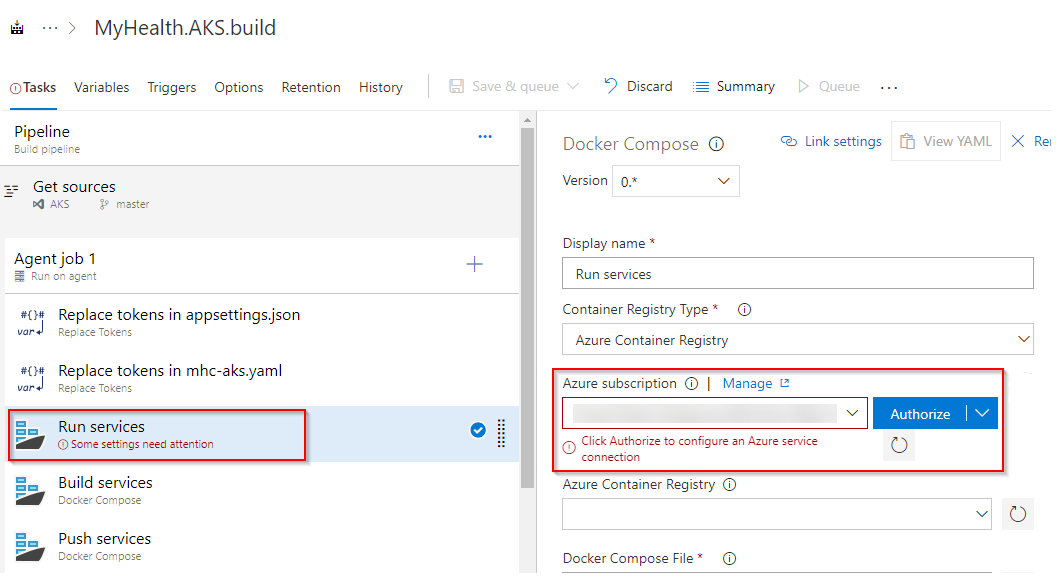 ··· > MyHealth.AKS.build
Tasks Variables Triggers Options Retention History Save & queue Discard Summary Queue ...
Pipeline
Build pipeline
Get sources
AKS master
Agent job 1
Run on agent
#{}# Replace tokens in appsettings.json
var Replace Tokens
#{}# Replace tokens in mhc-aks.yaml
var Replace Tokens
Run services
Some settings need attention
Build services
Docker Compose
Push services
Docker Compose
Docker Compose Link settings View YAML Re
Version 0.*
Display name *
Run services
Container Registry Type *
Azure Container Registry
Azure subscription | Manage
Authorize
Click Authorize to configure an Azure service
connection
Azure Container Registry
Docker Compose File *